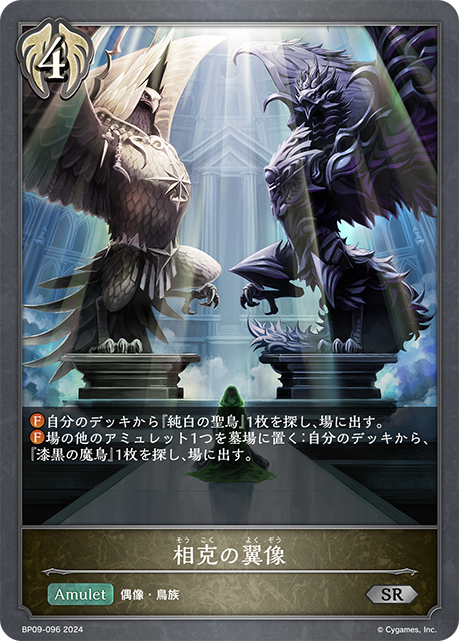 4
F 自分のデッキから『純白の聖鳥』1枚を探し、場に出す。
F 場の他のアミュレット1つを墓場に置く：自分のデッキから、
『漆黒の魔鳥』1枚を探し、場に出す。
そう こく よく ぞう
相克の翼像
Amulet 偶像・鳥族 SR
BP09-096 2024 © Cygames, Inc.